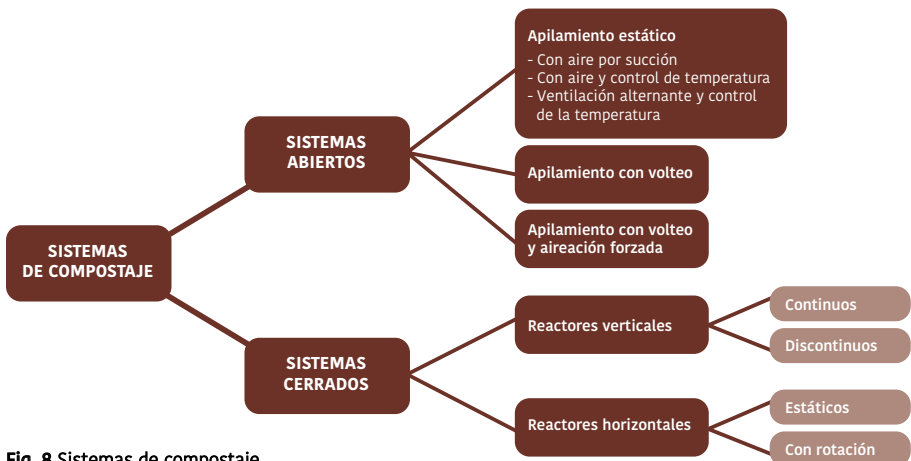 Apilamiento estático
- Con aire por succión
- Con aire y control de temperatura
- Ventilación alternante y control
de la temperatura
SISTEMAS
ABIERTOS
Apilamiento con volteo
Apilamiento con volteo
y aireación forzada
SISTEMAS
DE COMPOSTAJE
SISTEMAS
CERRADOS
Reactores verticales
Continuos
Discontinuos
Reactores horizontales
Estáticos
Con rotación
Fig. 8 Sistemas de compostaje